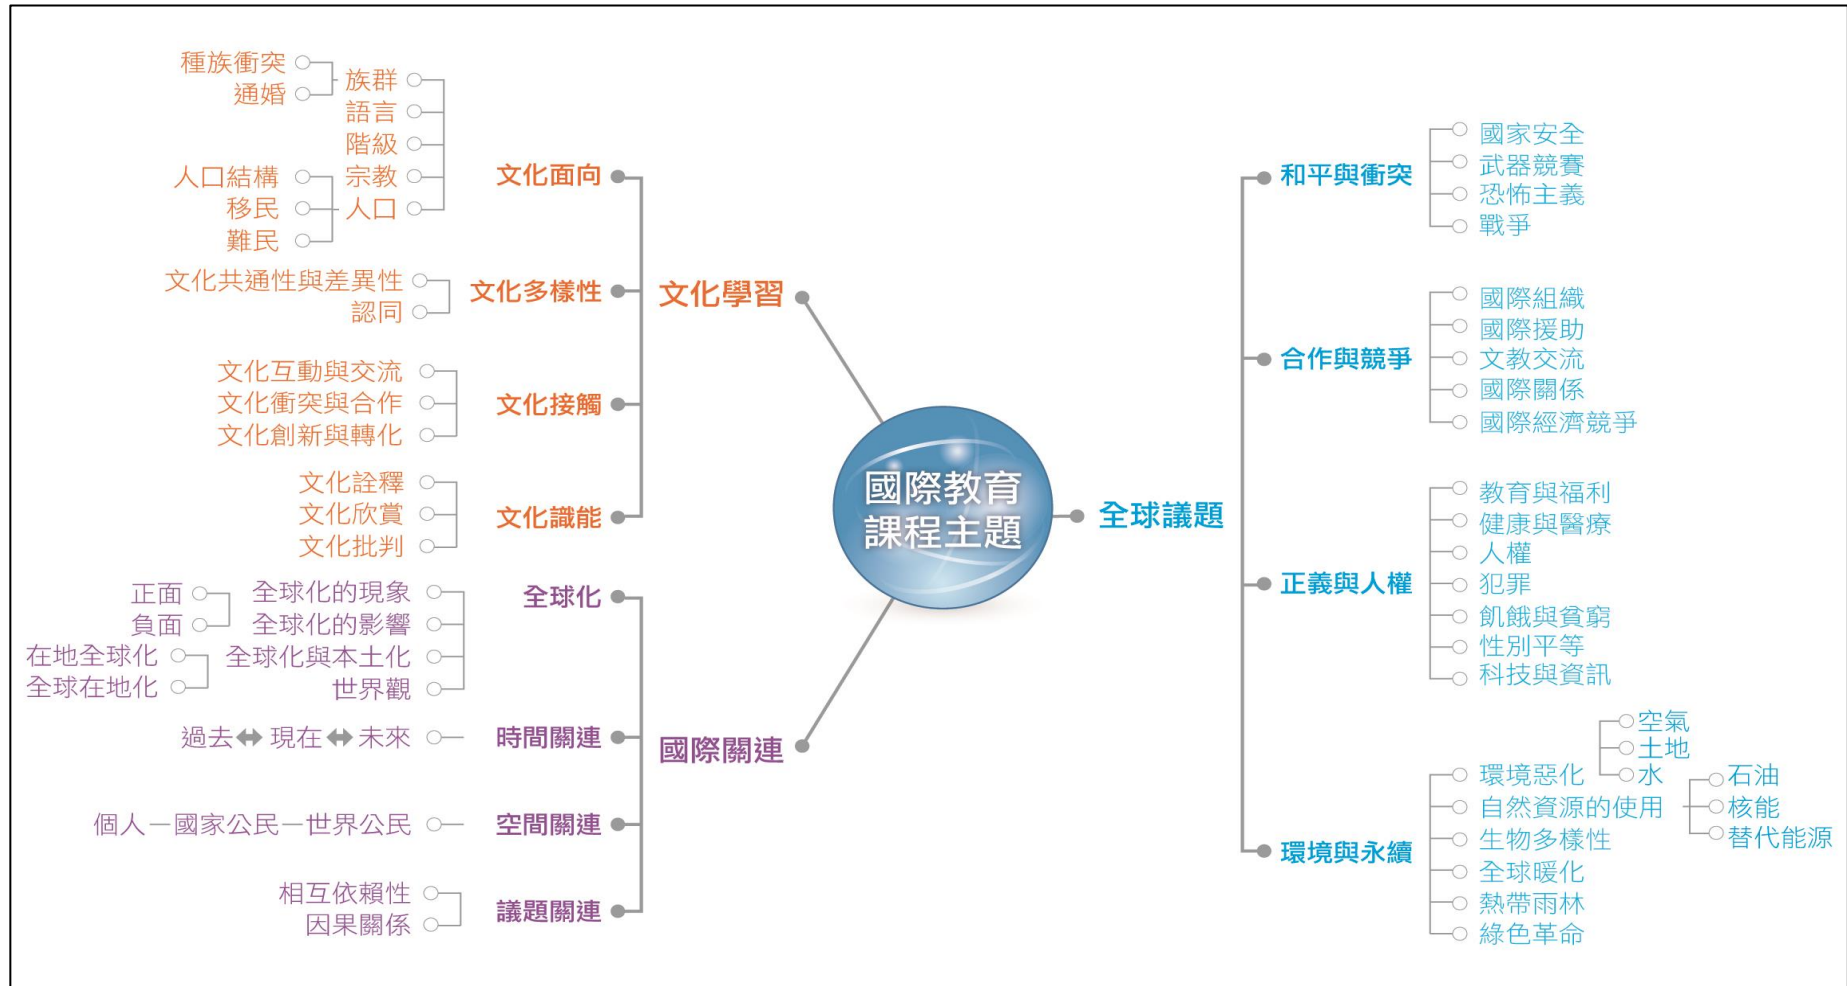 國際教育
課程主題
文化學習
文化面向
族群
種族衝突
通婚
語言
階級
宗教
人口
人口結構
移民
難民
文化多樣性
文化共通性與差異性
認同
文化接觸
文化互動與交流
文化衝突與合作
文化創新與轉化
文化識能
文化詮釋
文化欣賞
文化批判
國際關連
全球化
全球化的現象
全球化的影響
正面
負面
全球化與本土化
在地全球化
全球在地化
世界觀
時間關連
過去⬌現在⬌未來
空間關連
個人－國家公民－世界公民
議題關連
相互依賴性
因果關係
全球議題
和平與衝突
國家安全
武器競賽
恐怖主義
戰爭
合作與競爭
國際組織
國際援助
文教交流
國際關係
國際經濟競爭
正義與人權
教育與福利
健康與醫療
人權
犯罪
飢餓與貧窮
性別平等
科技與資訊
環境與永續
環境惡化
空氣
土地
水
自然資源的使用
石油
核能
替代能源
生物多樣性
全球暖化
熱帶雨林
綠色革命